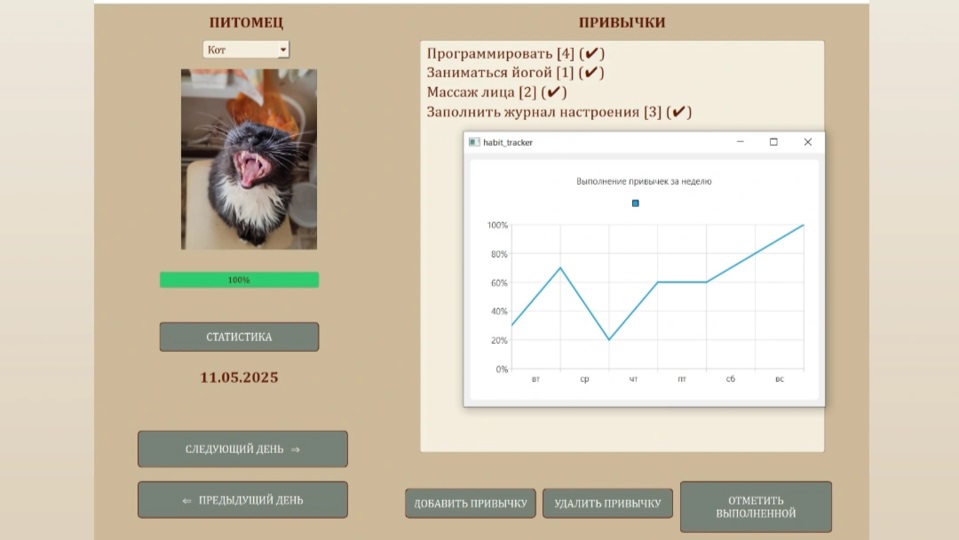 ПИТОМЕЦ
Кот
100%
СТАТИСТИКА
11.05.2025
СЛЕДУЮЩИЙ ДЕНЬ ⇒
⇐ ПРЕДЫДУЩИЙ ДЕНЬ
ПРИВЫЧКИ
Программировать [4] (✔)
Заниматься йогой [1] (✔)
Массаж лица [2] (✔)
Заполнить журнал настроения [3] (✔)
habit_tracker
Выполнение привычек за неделю
100%
80%
60%
40%
20%
0%
вт ср чт пт сб вс
ДОБАВИТЬ ПРИВЫЧКУ
УДАЛИТЬ ПРИВЫЧКУ
ОТМЕТИТЬ
ВЫПОЛНЕННОЙ